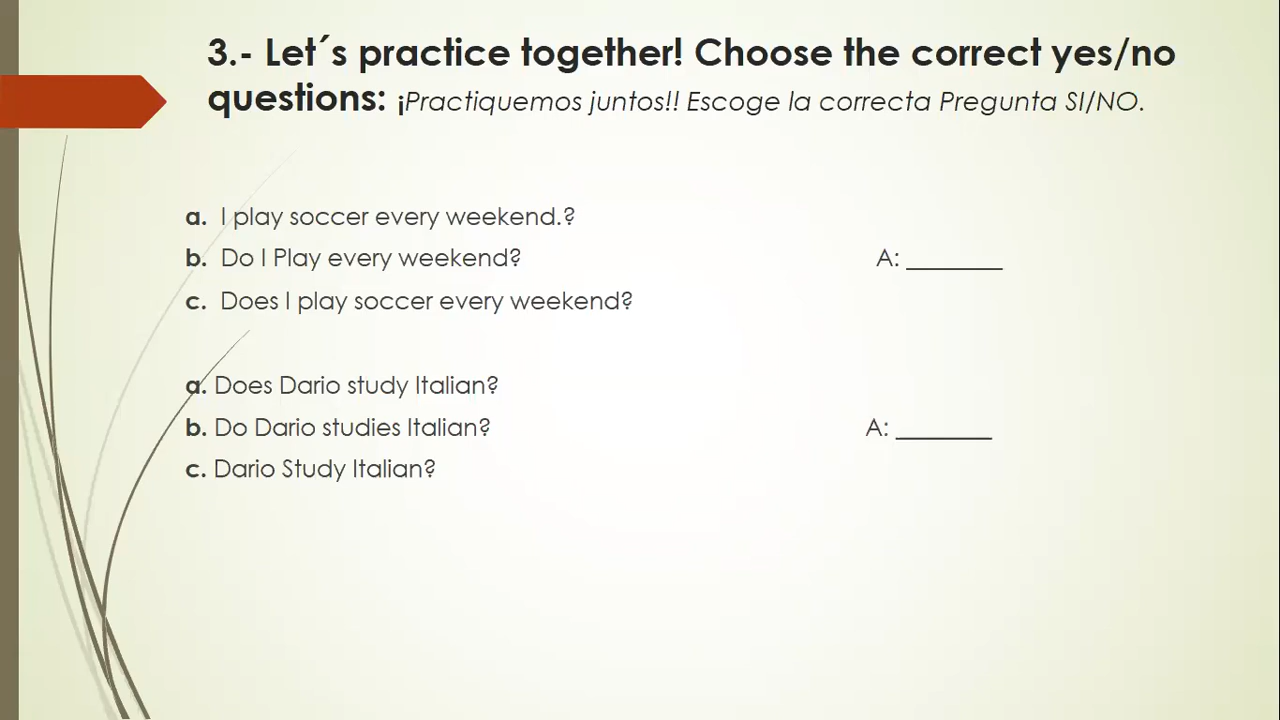 3.- Let´s practice together! Choose the correct yes/no
questions: ¡Practiquemos juntos!! Escoge la correcta Pregunta SI/NO.
a. I play soccer every weekend.?
b. Do I Play every weekend? A: ________
c. Does I play soccer every weekend?
a. Does Dario study Italian?
b. Do Dario studies Italian? A: ________
c. Dario Study Italian?